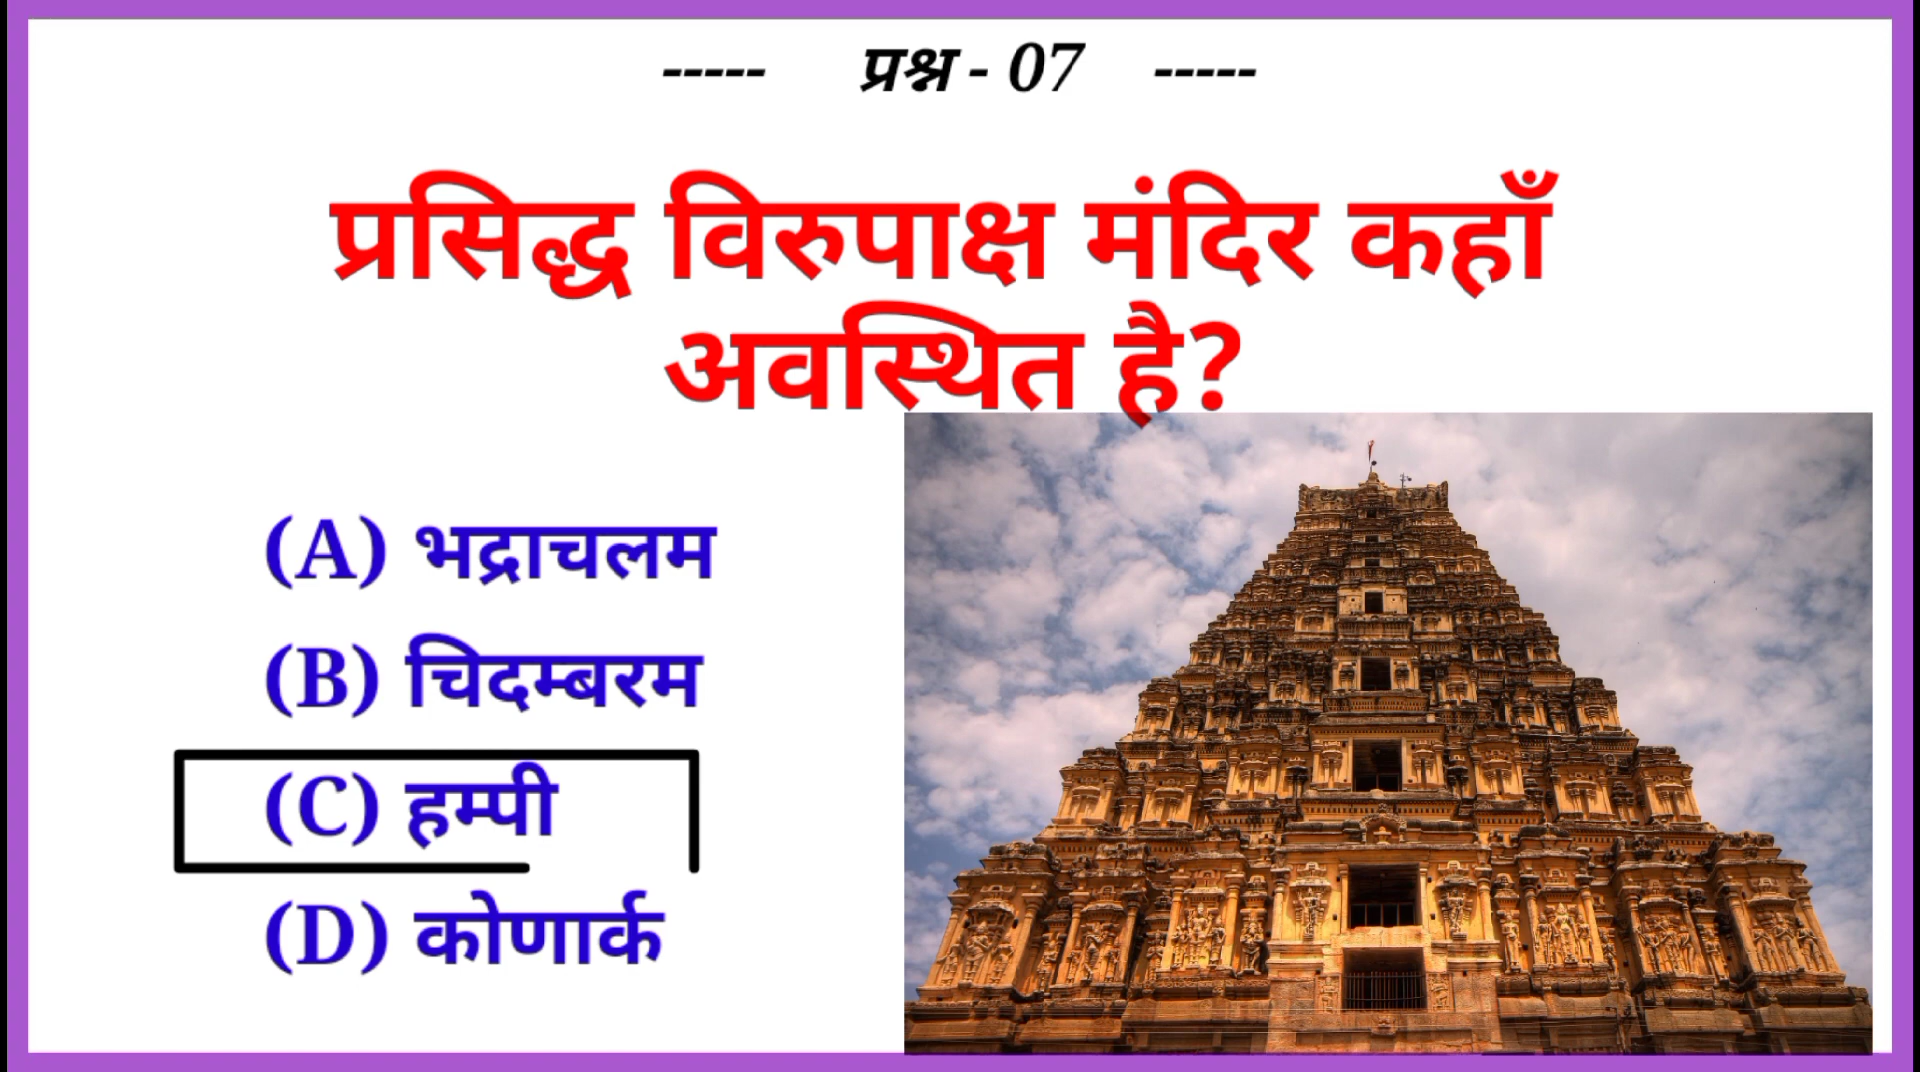 ----- प्रश्न - 07 -----
प्रसिद्ध विरुपाक्ष मंदिर कहाँ
अवस्थित है?
(A) भद्राचलम
(B) चिदम्बरम
(C) हम्पी
(D) कोणार्क